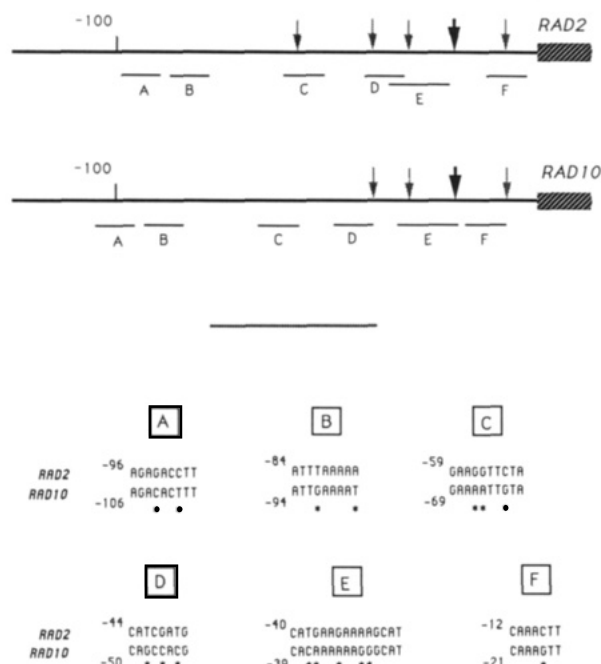 -100 RAD2
A B C D E F
-100 RAD10
A B C D E F
A B C
RAD2 -96 AGAGACCTT -84 ATTTAAAAA -59 GAAGGTTCTA
RAD10 -106 AGACACTTT -94 ATTGAAAAT -69 GAAAATTGTA
D E F
RAD2 -44 CATCGATG -40 CATGAAGAAAAGCAT -12 CAAACTT
RAD10 -50 CAGCCACG -39 CACAAAAAAGGGCAT -21 CAAAGTT